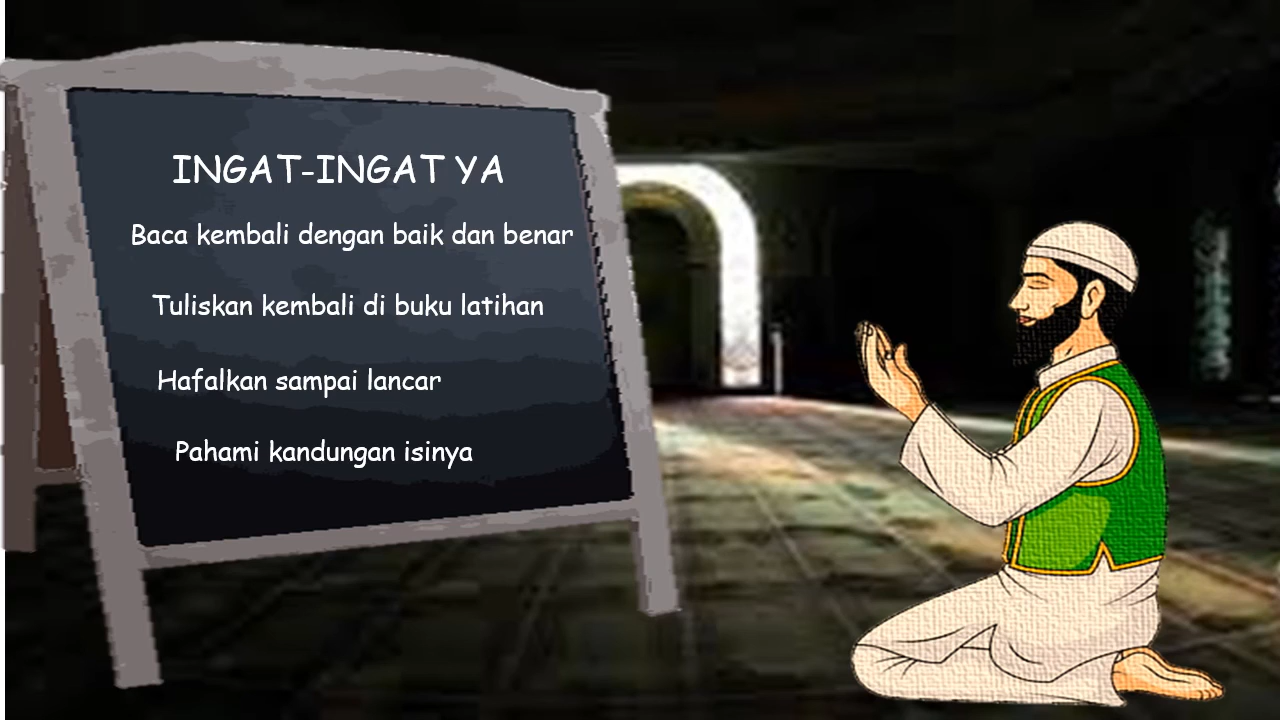 INGAT-INGAT YA
Baca kembali dengan baik dan benar
Tuliskan kembali di buku latihan
Hafalkan sampai lancar
Pahami kandungan isinya